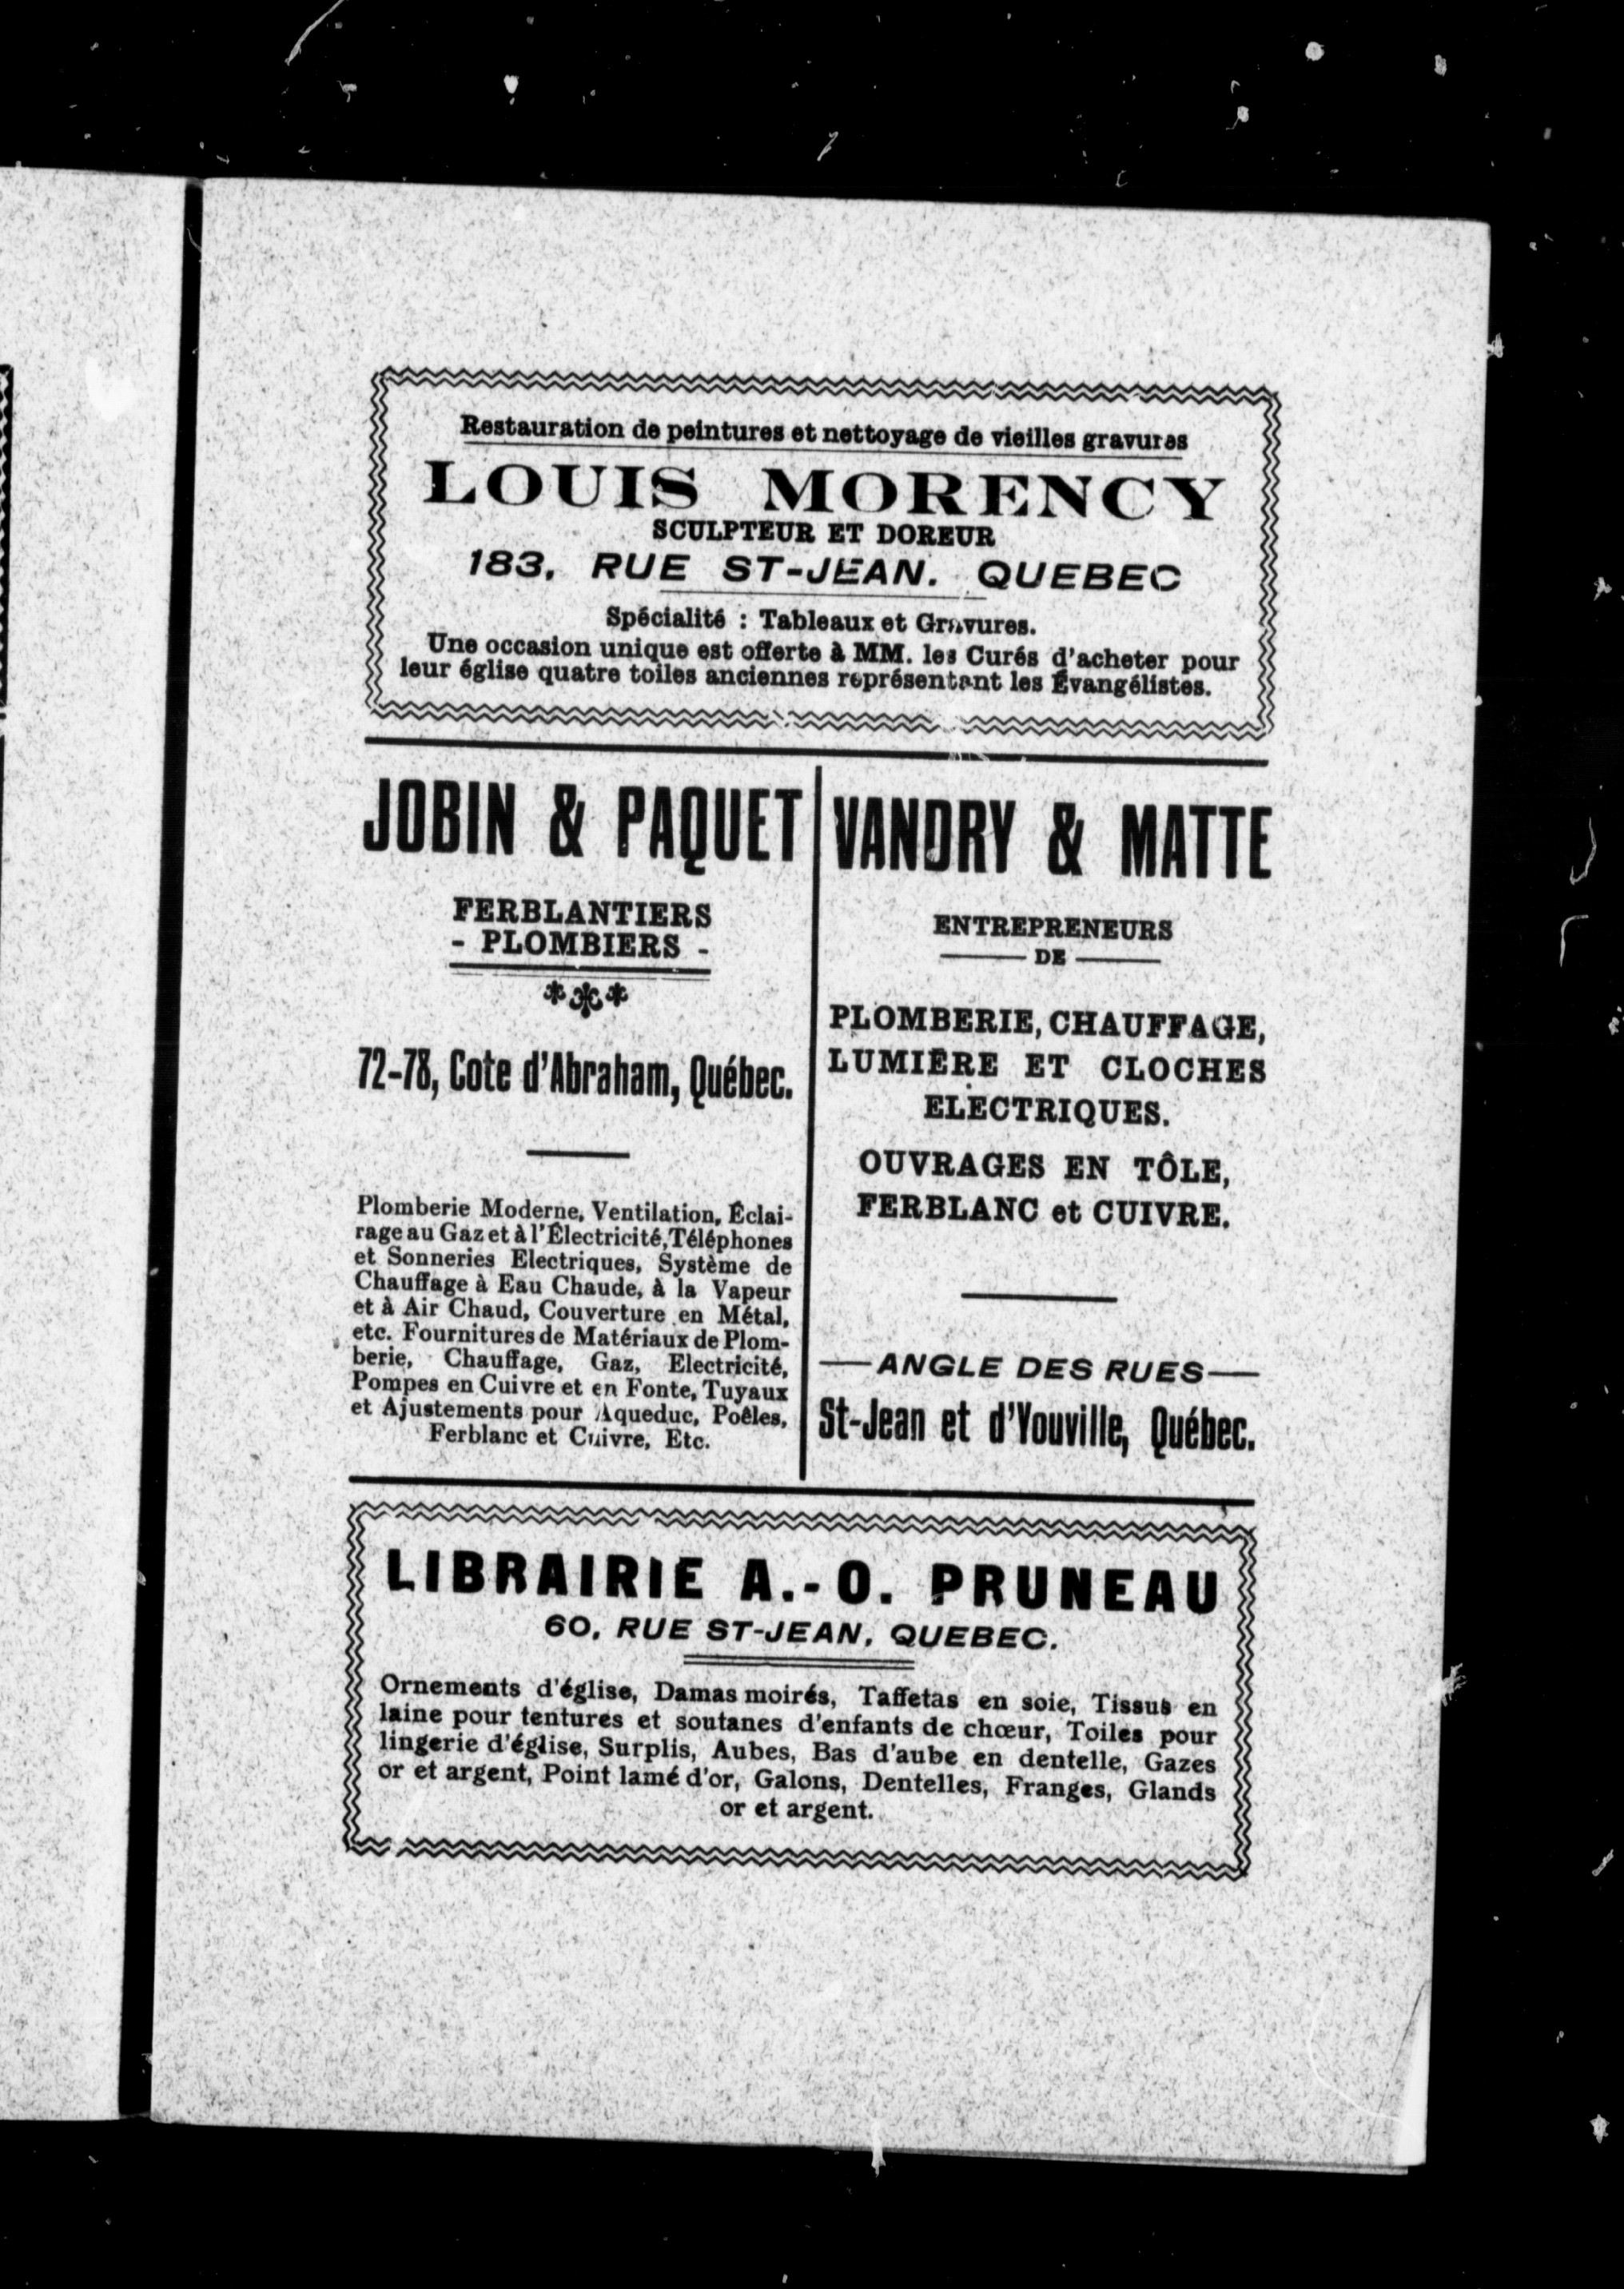 Restauration de peintures et nettoyage de vieilles gravures
LOUIS MORENCY
SCULPTEUR ET DOREUR
183, RUE ST-JEAN. QUEBEC
Spécialité : Tableaux et Gravures.
Une occasion unique est offerte à MM. les Curés d'acheter pour
leur église quatre toiles anciennes représentant les Évangélistes.
JOBIN & PAQUET
FERBLANTIERS
- PLOMBIERS -
72-78, Cote d'Abraham, Québec.
Plomberie Moderne, Ventilation, Éclai-
rage au Gaz et à l'Électricité, Téléphones
et Sonneries Electriques, Système de
Chauffage à Eau Chaude, à la Vapeur
et à Air Chaud, Couverture en Métal,
etc. Fournitures de Matériaux de Plom-
berie, Chauffage, Gaz, Electricité,
Pompes en Cuivre et en Fonte, Tuyaux
et Ajustements pour Aqueduc, Poêles,
Ferblanc et Cuivre, Etc.
VANDRY & MATTE
ENTREPRENEURS
DE
PLOMBERIE, CHAUFFAGE,
LUMIÈRE ET CLOCHES
ELECTRIQUES.
OUVRAGES EN TÔLE,
FERBLANC et CUIVRE.
ANGLE DES RUES
St-Jean et d'Youville, Québec.
LIBRAIRIE A.-O. PRUNEAU
60, RUE ST-JEAN, QUEBEC.
Ornements d'église, Damas moirés, Taffetas en soie, Tissus en
laine pour tentures et soutanes d'enfants de chœur, Toiles pour
lingerie d'église, Surplis, Aubes, Bas d'aube en dentelle, Gazes
or et argent, Point lamé d'or, Galons, Dentelles, Franges, Glands
or et argent.